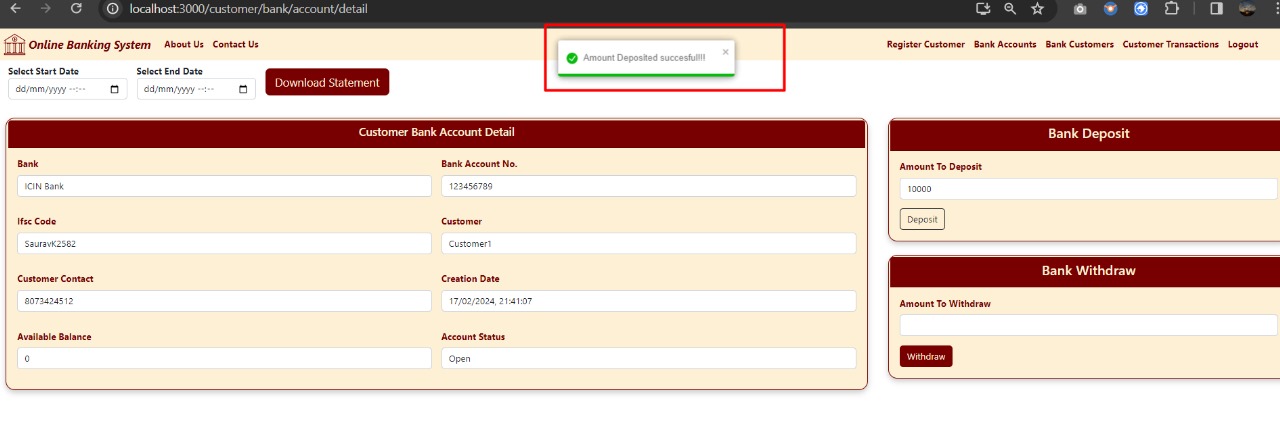 localhost:3000/customer/bank/account/detail
Online Banking System About Us Contact Us
Amount Deposited succesful!!!
×
Register Customer Bank Accounts Bank Customers Customer Transactions Logout
Select Start Date Select End Date
dd/mm/yyyy --:-- dd/mm/yyyy --:-- Download Statement
Customer Bank Account Detail
Bank Bank Account No.
ICIN Bank 123456789
Ifsc Code Customer
SauravK2582 Customer1
Customer Contact Creation Date
8073424512 17/02/2024, 21:41:07
Available Balance Account Status
0 Open
Bank Deposit
Amount To Deposit
10000
Deposit
Bank Withdraw
Amount To Withdraw
Withdraw